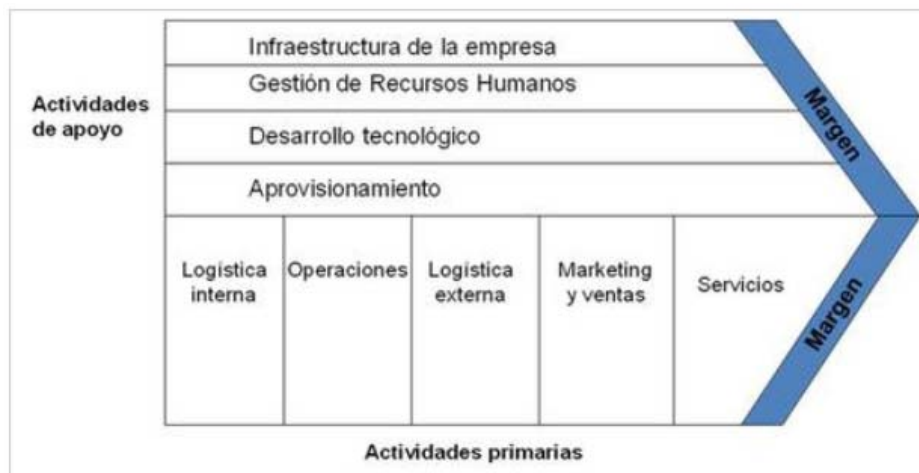 Infraestructura de la empresa
Gestión de Recursos Humanos
Actividades
de apoyo
Desarrollo tecnológico
Aprovisionamiento
Margen
Logística
interna
Operaciones
Logística
externa
Marketing
y ventas
Servicios
Margen
Actividades primarias